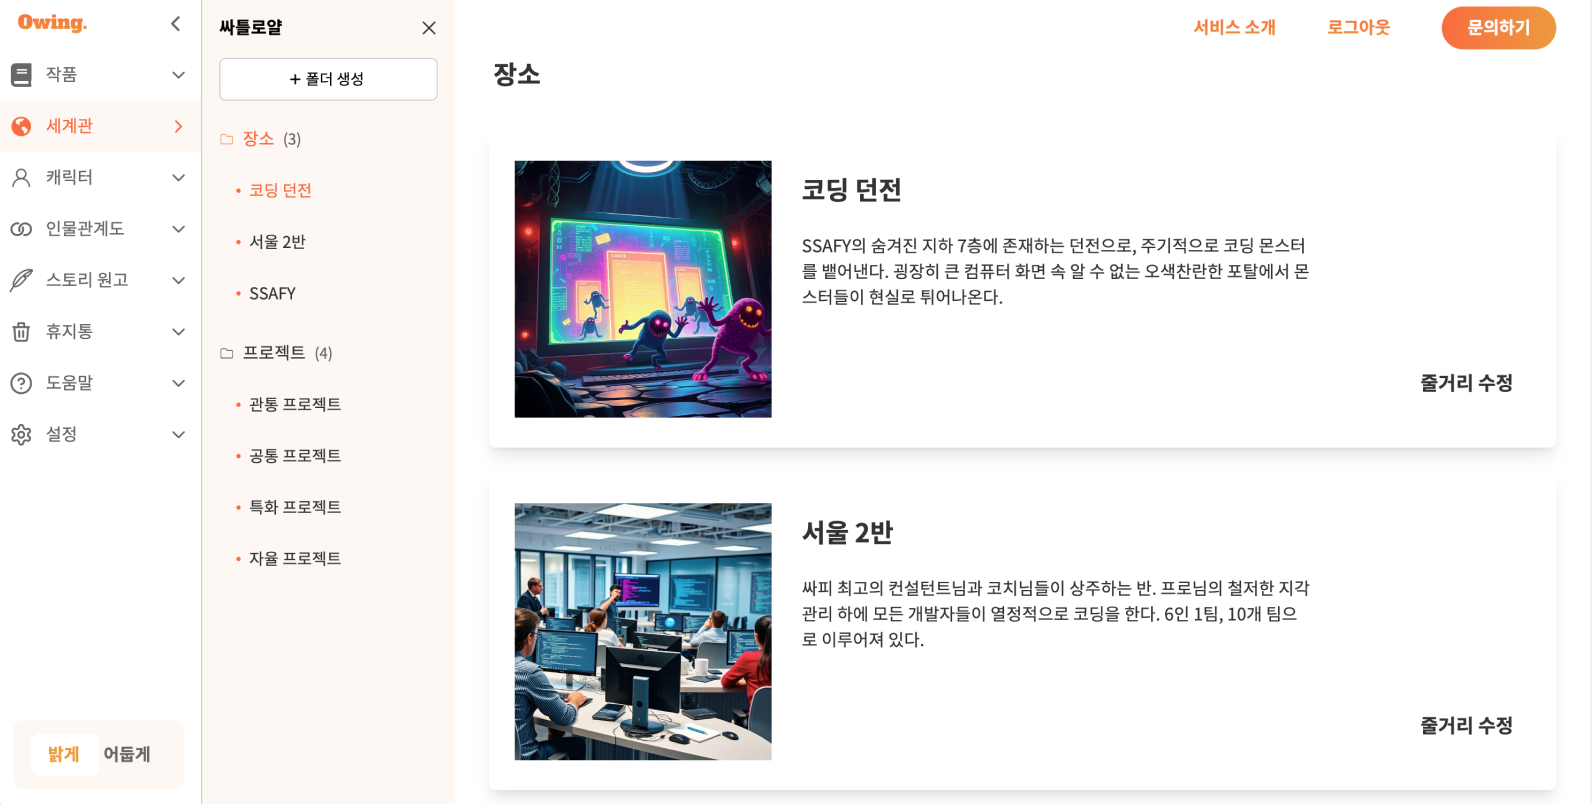 Owing.
작품
세계관
캐릭터
인물관계도
스토리 원고
휴지통
도움말
설정
밝게 어둡게
싸틀로얄
+ 폴더 생성
장소 (3)
코딩 던전
서울 2반
SSAFY
프로젝트 (4)
관통 프로젝트
공통 프로젝트
특화 프로젝트
자율 프로젝트
서비스 소개 로그아웃 문의하기
장소
코딩 던전
SSAFY의 숨겨진 지하 7층에 존재하는 던전으로, 주기적으로 코딩 몬스터
를 뱉어낸다. 굉장히 큰 컴퓨터 화면 속 알 수 없는 오색찬란한 포탈에서 몬
스터들이 현실로 튀어나온다.
줄거리 수정
서울 2반
싸피 최고의 컨설턴트님과 코치님들이 상주하는 반. 프로님의 철저한 지각
관리 하에 모든 개발자들이 열정적으로 코딩을 한다. 6인 1팀, 10개 팀으
로 이루어져 있다.
줄거리 수정